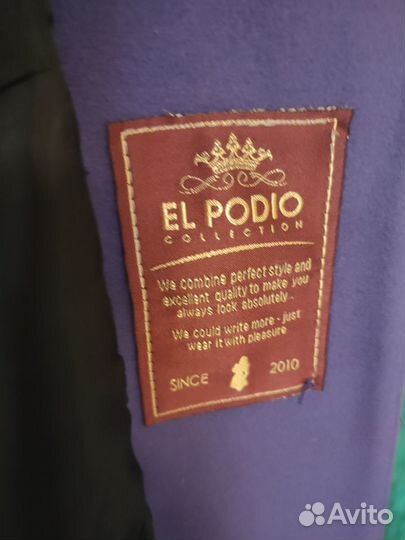 EL PODIO
COLLECTION
We combine perfect style and
excellent quality to make you
always look absolutely...
We could write more - just
wear it with pleasure
SINCE 2010
Avito